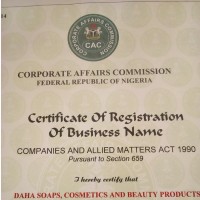 14
CORPORATE AFFAIRS COMMISSION
CAC
CORPORATE AFFAIRS COMMISSION
FEDERAL REPUBLIC OF NIGERIA
Certificate Of Registration
Of Business Name
COMPANIES AND ALLIED MATTERS ACT 1990
Pursuant to Section 659
I hereby certify that
DAHA SOAPS, COSMETICS AND BEAUTY PRODUCTS